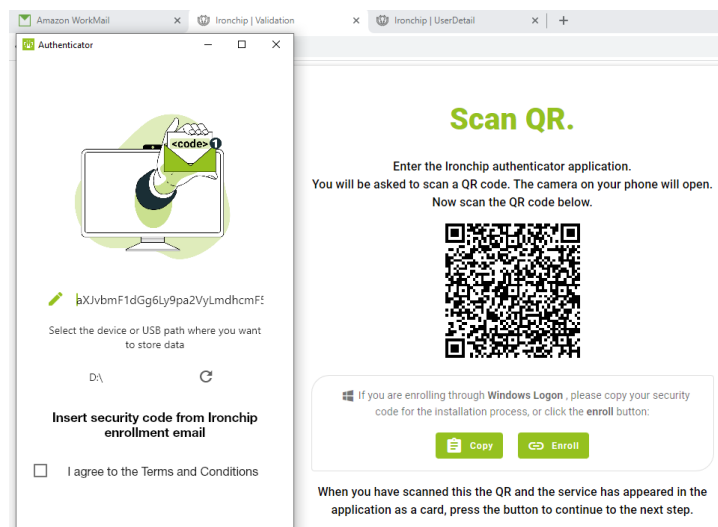 Amazon WorkMail
Ironchip | Validation
Ironchip | UserDetail
Authenticator
<code>
1
aXJvbmF1dGg6Ly9pa2VyLmdhcmF5
Select the device or USB path where you want
to store data
D:\
Insert security code from Ironchip
enrollment email
I agree to the Terms and Conditions
Scan QR.
Enter the Ironchip authenticator application.
You will be asked to scan a QR code. The camera on your phone will open.
Now scan the QR code below.
If you are enrolling through Windows Logon , please copy your security
code for the installation process, or click the enroll button:
Copy
Enroll
When you have scanned this the QR and the service has appeared in the
application as a card, press the button to continue to the next step.